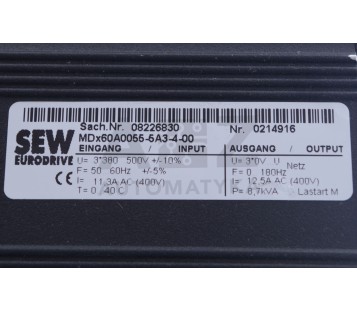 Sach.Nr. 08226830 Nr. 0214916
MDx60A0055-5A3-4-00
SEW
EURODRIVE
CE
EINGANG INPUT AUSGANG / OUTPUT
U= 3*380 500V +/-10% U= 3*0V U Netz
F= 50 60Hz +/-5% F= 0 180Hz
I= 11,3A AC (400V) I= 12,5A AC (400V)
T= 0 40 C P= 8,7kVA Lastart M
AUTOMATY